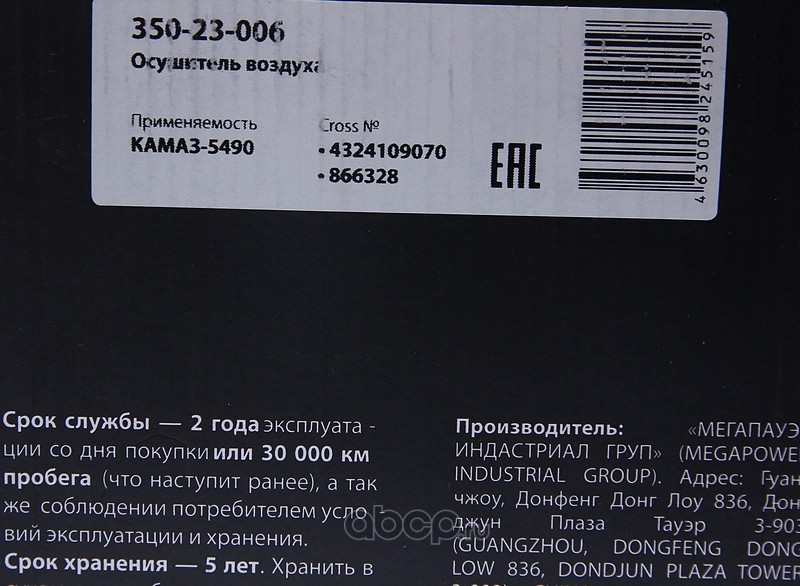 350-23-006
Осушитель воздуха
Применяемость
КАМАЗ-5490
Cross №
• 4324109070
• 866328
EAC
4630098245159
Срок службы — 2 года эксплуата -
ции со дня покупки или 30 000 км
пробега (что наступит ранее), а так
же соблюдении потребителем усло
вий эксплуатации и хранения.
Срок хранения — 5 лет. Хранить в
Производитель: «МЕГАПАУЭ
ИНДАСТРИАЛ ГРУП» (MEGAPOWER
INDUSTRIAL GROUP). Адрес: Гуан
чжоу, Донфенг Донг Лоу 836, Дон
джун Плаза Тауэр 3-903
(GUANGZHOU, DONGFENG DONG
LOW 836, DONDJUN PLAZA TOWER
abcp.ru